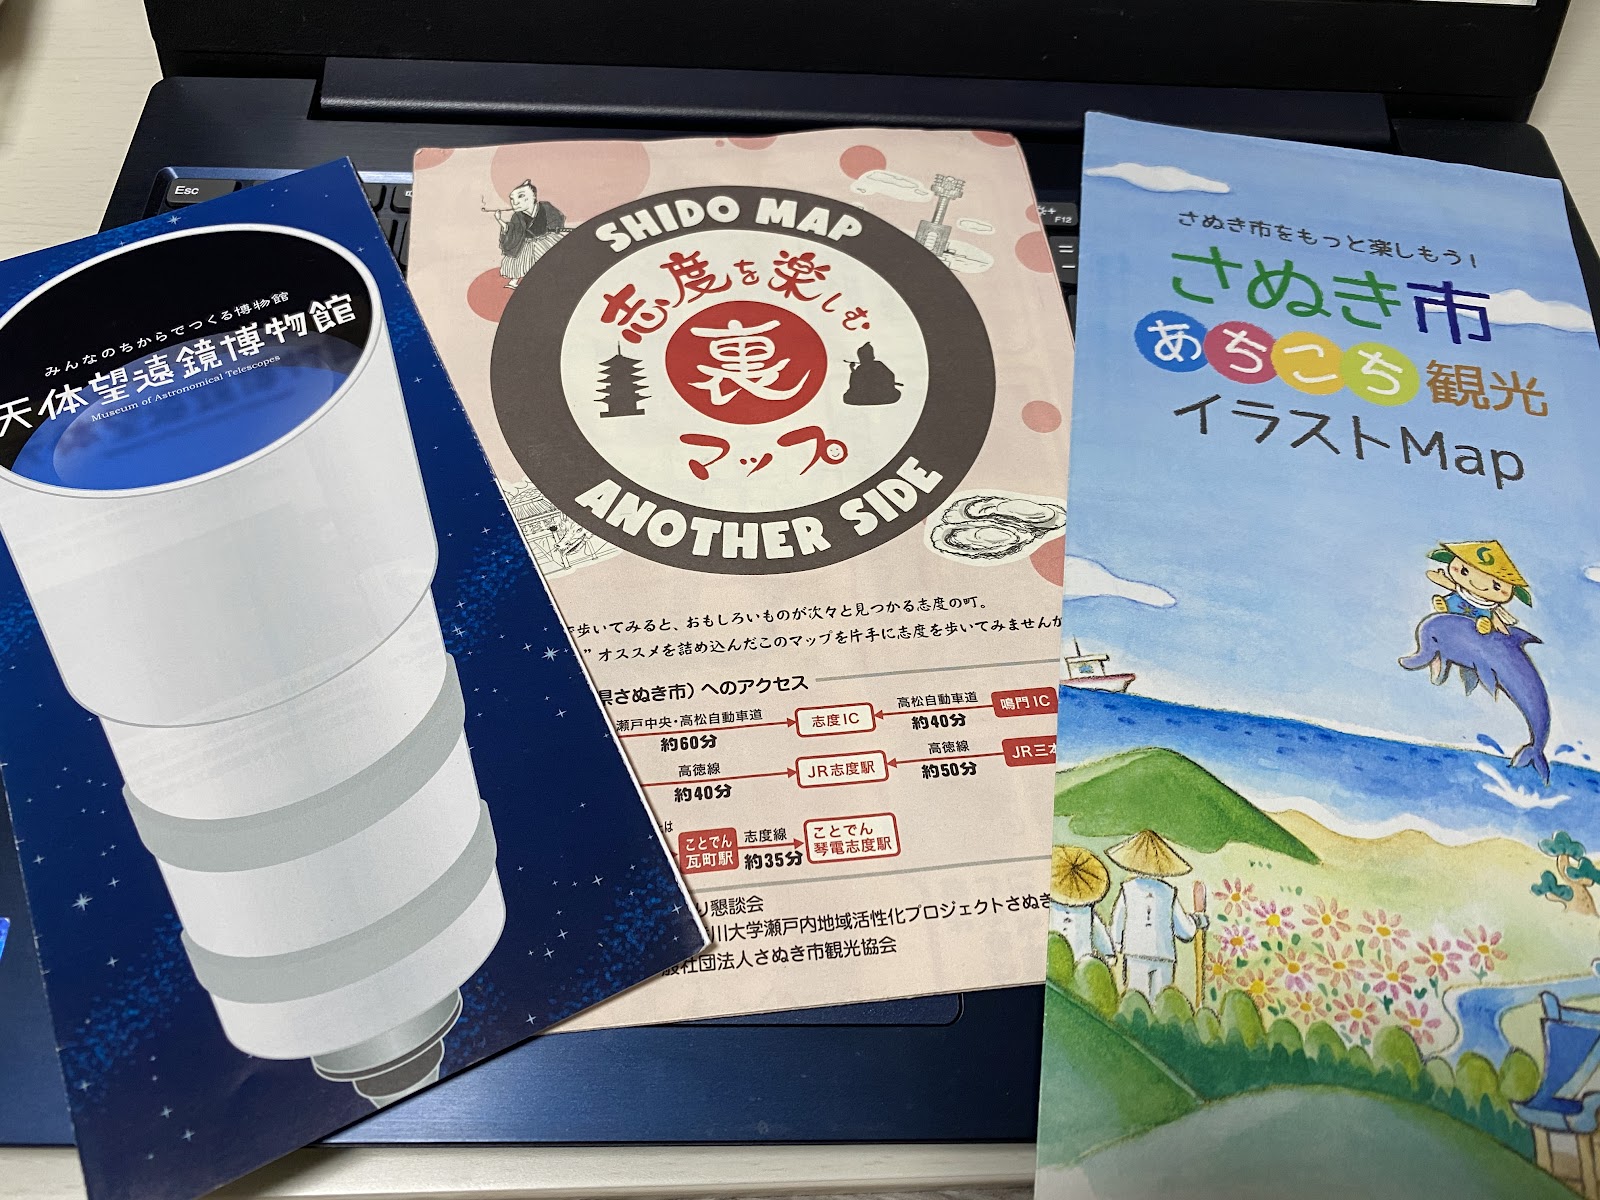 Esc
F12
みんなのちからでつくる博物館
天体望遠鏡博物館
Museum of Astronomical Telescopes
SHIDO MAP
志度を楽しむ
裏
マップ
ANOTHER SIDE
歩いてみると、おもしろいものが次々と見つかる志度の町。
”オススメを詰め込んだこのマップを片手に志度を歩いてみませんか
県さぬき市）へのアクセス
瀬戸中央・高松自動車道
約60分
志度IC
高松自動車道
約40分
鳴門IC
高徳線
約40分
JR志度駅
高徳線
約50分
JR三本
は
ことでん
瓦町駅
志度線
約35分
ことでん
琴電志度駅
り懇談会
川大学瀬戸内地域活性化プロジェクトさぬき
般社団法人さぬき市観光協会
さぬき市をもっと楽しもう!
さぬき市
あちこち観光
イラストMap